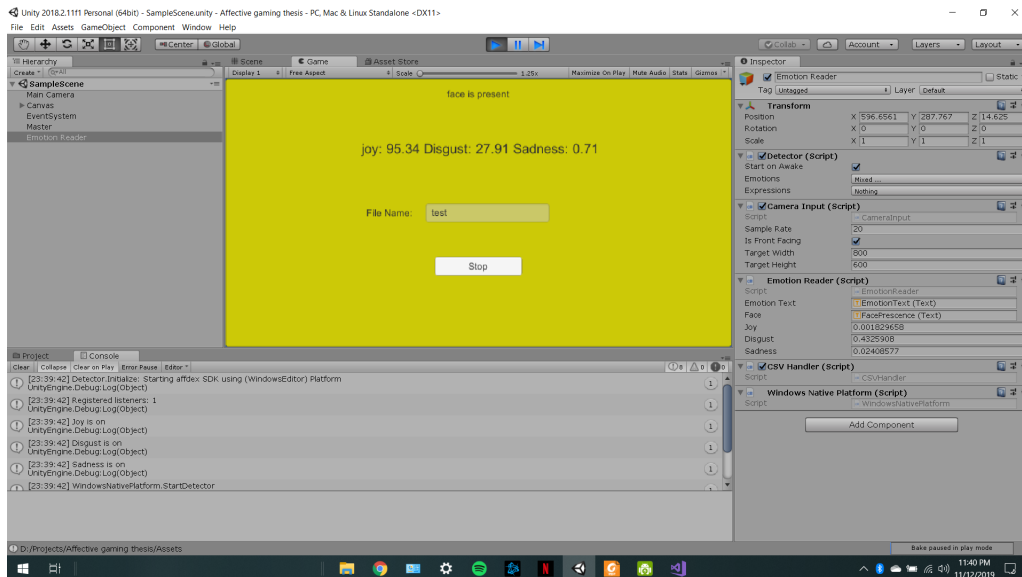 Unity 2018.2.11f1 Personal (64bit) - SampleScene.unity - Affective gaming thesis - PC, Mac & Linux Standalone <DX11>
File Edit Assets GameObject Component Window Help
Center Global
Collab Account Layers Layout
Hierarchy
Create All
SampleScene
Main Camera
Canvas
EventSystem
Master
Emotion Reader
Scene Game Asset Store
Display 1 Free Aspect Scale 1.25x Maximize On Play Mute Audio Stats Gizmos
face is present
joy: 95.34 Disgust: 27.91 Sadness: 0.71
File Name: test
Stop
Inspector
Emotion Reader Static
Tag Untagged Layer Default
Transform
Position X 596.6561 Y 287.767 Z 14.625
Rotation X 0 Y 0 Z 0
Scale X 1 Y 1 Z 1
Detector (Script)
Start on Awake
Emotions Mixed ...
Expressions Nothing
Camera Input (Script)
Script CameraInput
Sample Rate 20
Is Front Facing
Target Width 800
Target Height 600
Emotion Reader (Script)
Script EmotionReader
Emotion Text EmotionText (Text)
Face FacePrescence (Text)
Joy 0.001829658
Disgust 0.4325908
Sadness 0.02408577
CSV Handler (Script)
Script CSVHandler
Windows Native Platform (Script)
Script WindowsNativePlatform
Add Component
Project Console
Clear Collapse Clear on Play Error Pause Editor 8 0 0
[23:39:42] Detector.Initialize: Starting affdex SDK using (WindowsEditor) Platform
UnityEngine.Debug:Log(Object) 1
[23:39:42] Registered listeners: 1
UnityEngine.Debug:Log(Object) 1
[23:39:42] Joy is on
UnityEngine.Debug:Log(Object) 1
[23:39:42] Disgust is on
UnityEngine.Debug:Log(Object) 1
[23:39:42] Sadness is on
UnityEngine.Debug:Log(Object) 1
[23:39:42] WindowsNativePlatform.StartDetector
D:/Projects/Affective gaming thesis/Assets
Bake paused in play mode
11:40 PM
11/12/2019